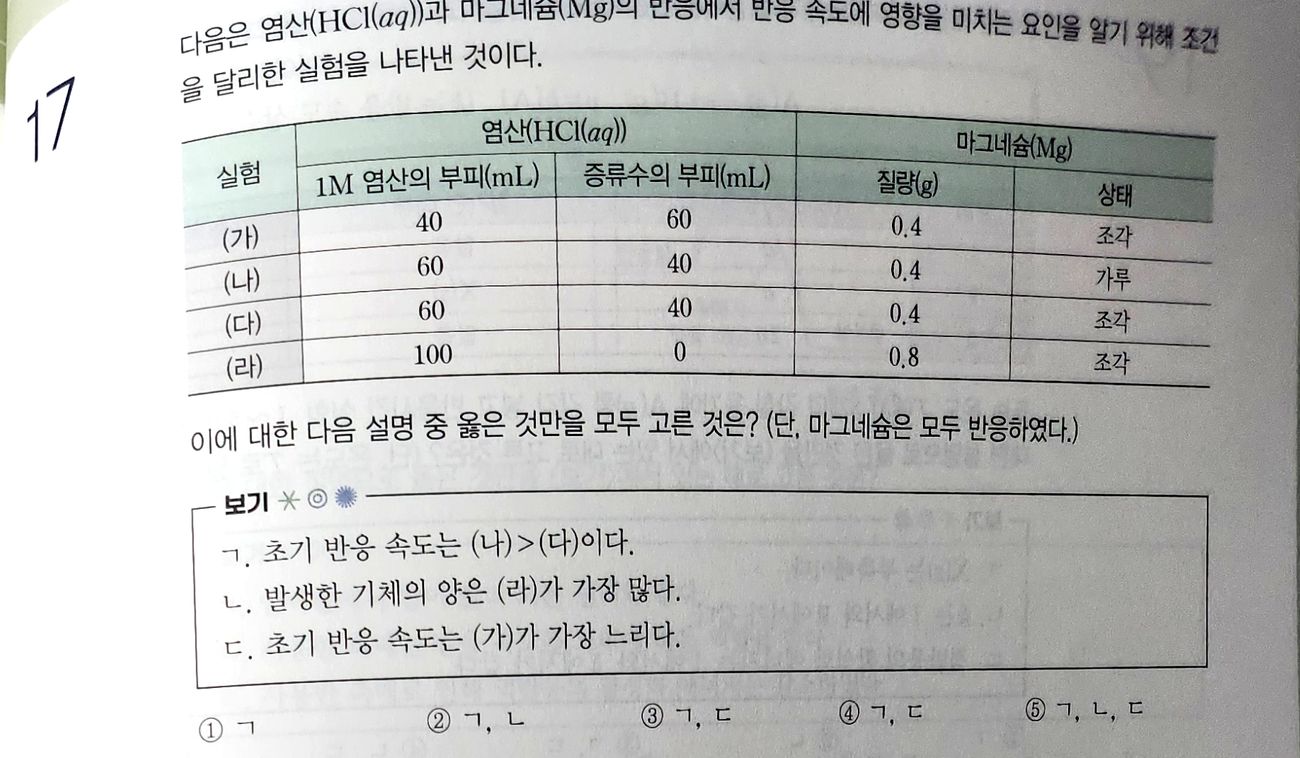 17
다음은 염산(HCl(aq))과 마그네슘(Mg)의 반응에서 반응 속도에 영향을 미치는 요인을 알기 위해 조건
을 달리한 실험을 나타낸 것이다.
실험 염산(HCl(aq)) 마그네슘(Mg)
1M 염산의 부피(mL) 증류수의 부피(mL) 질량(g) 상태
(가) 40 60 0.4 조각
(나) 60 40 0.4 가루
(다) 60 40 0.4 조각
(라) 100 0 0.8 조각
이에 대한 다음 설명 중 옳은 것만을 모두 고른 것은? (단, 마그네슘은 모두 반응하였다.)
보기
ㄱ. 초기 반응 속도는 (나)>(다)이다.
ㄴ. 발생한 기체의 양은 (라)가 가장 많다.
ㄷ. 초기 반응 속도는 (가)가 가장 느리다.
① ㄱ ② ㄱ, ㄴ ③ ㄱ, ㄷ ④ ㄱ, ㄷ ⑤ ㄱ, ㄴ, ㄷ